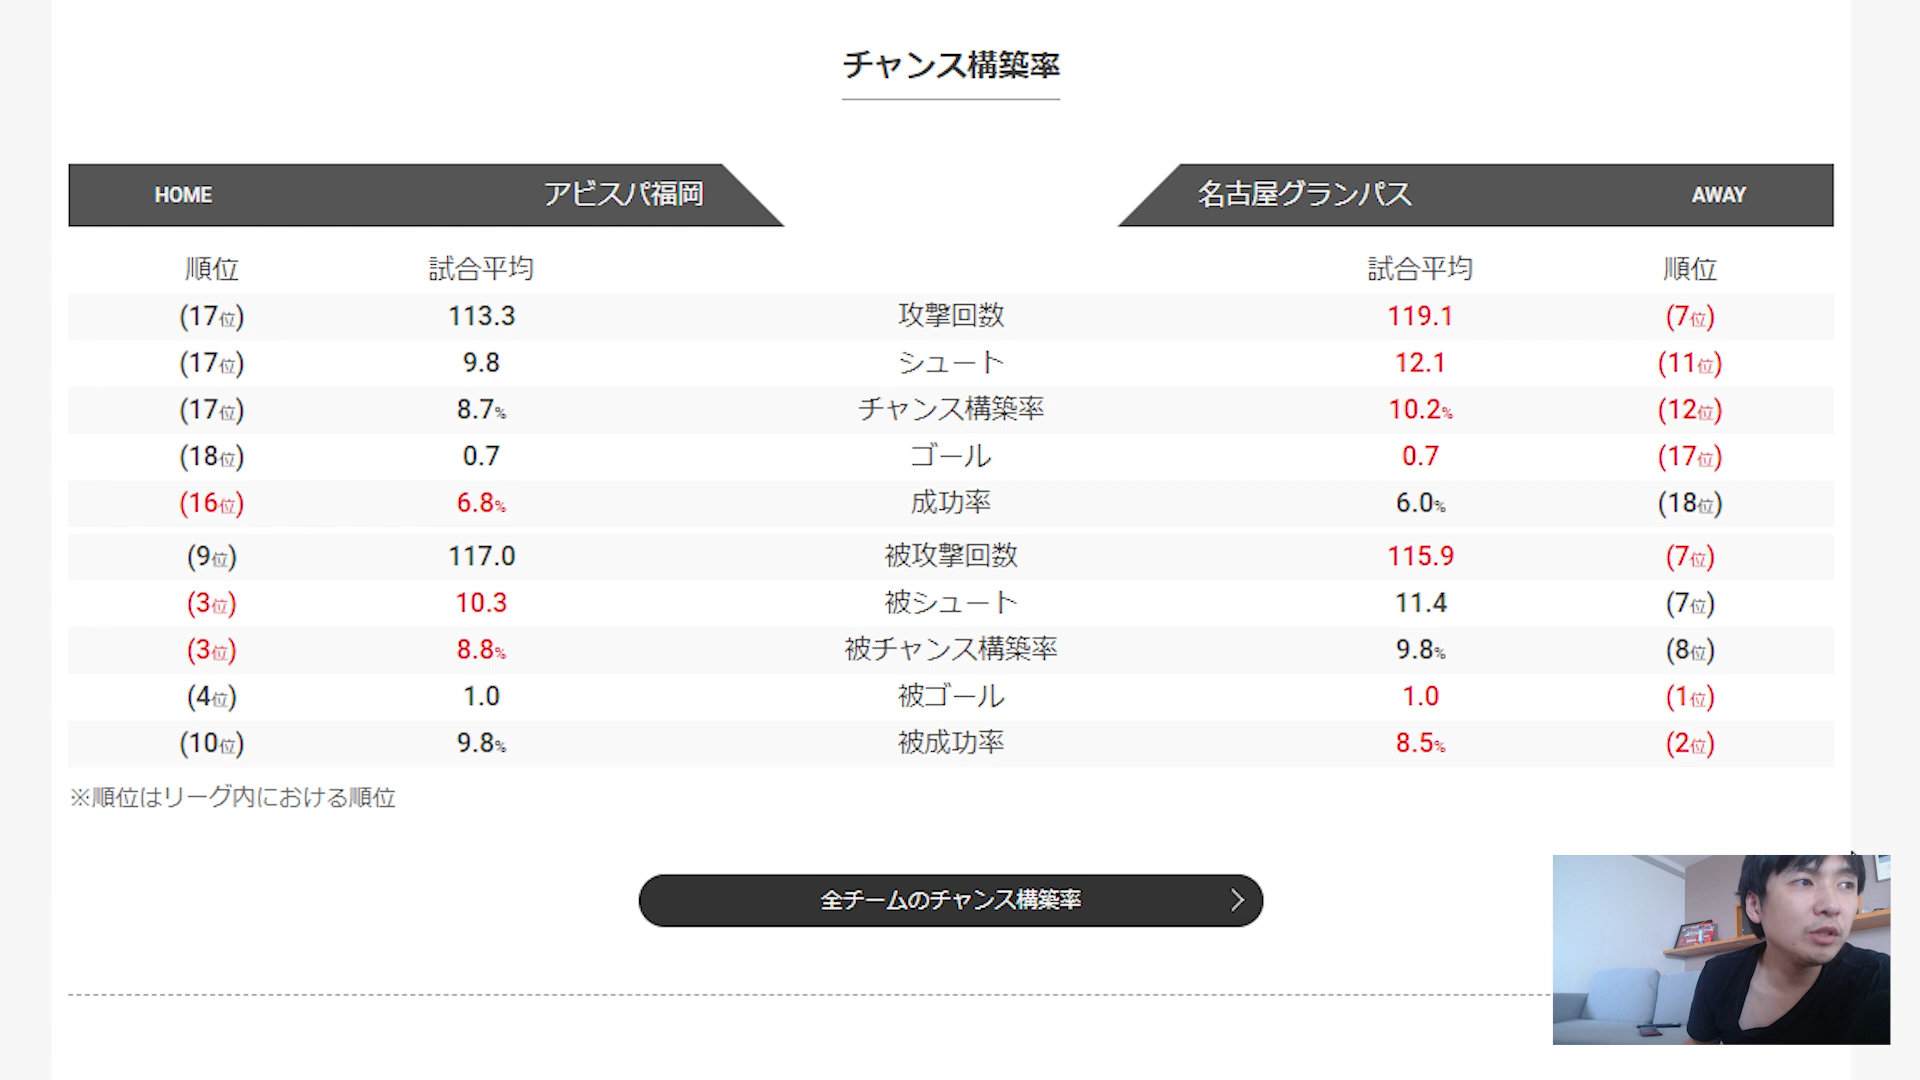 チャンス構築率
HOME アビスパ福岡 名古屋グランパス AWAY
順位 試合平均 試合平均 順位
(17位) 113.3 攻撃回数 119.1 (7位)
(17位) 9.8 シュート 12.1 (11位)
(17位) 8.7% チャンス構築率 10.2% (12位)
(18位) 0.7 ゴール 0.7 (17位)
(16位) 6.8% 成功率 6.0% (18位)
(9位) 117.0 被攻撃回数 115.9 (7位)
(3位) 10.3 被シュート 11.4 (7位)
(3位) 8.8% 被チャンス構築率 9.8% (8位)
(4位) 1.0 被ゴール 1.0 (1位)
(10位) 9.8% 被成功率 8.5% (2位)
※順位はリーグ内における順位
全チームのチャンス構築率